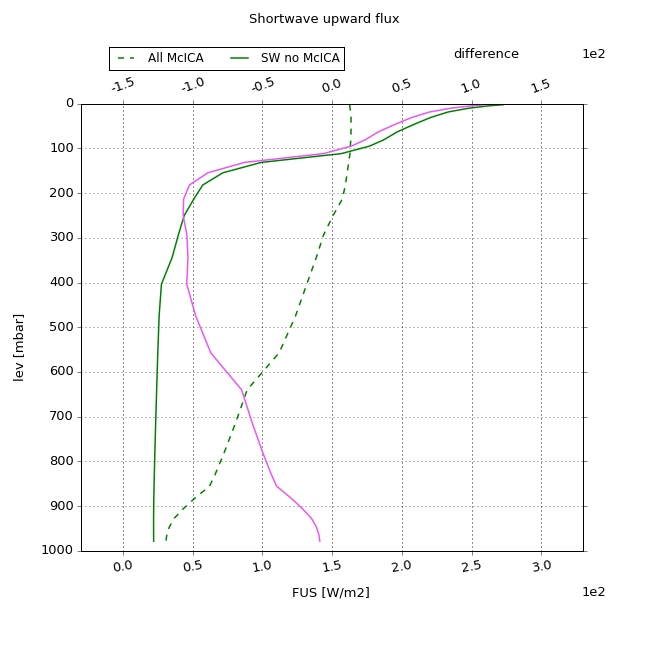 Shortwave upward flux
All McICA SW no McICA
difference 1e2
-1.5 -1.0 -0.5 0.0 0.5 1.0 1.5
0
100
200
300
400
500
600
700
800
900
1000
lev [mbar]
0.0 0.5 1.0 1.5 2.0 2.5 3.0
FUS [W/m2] 1e2